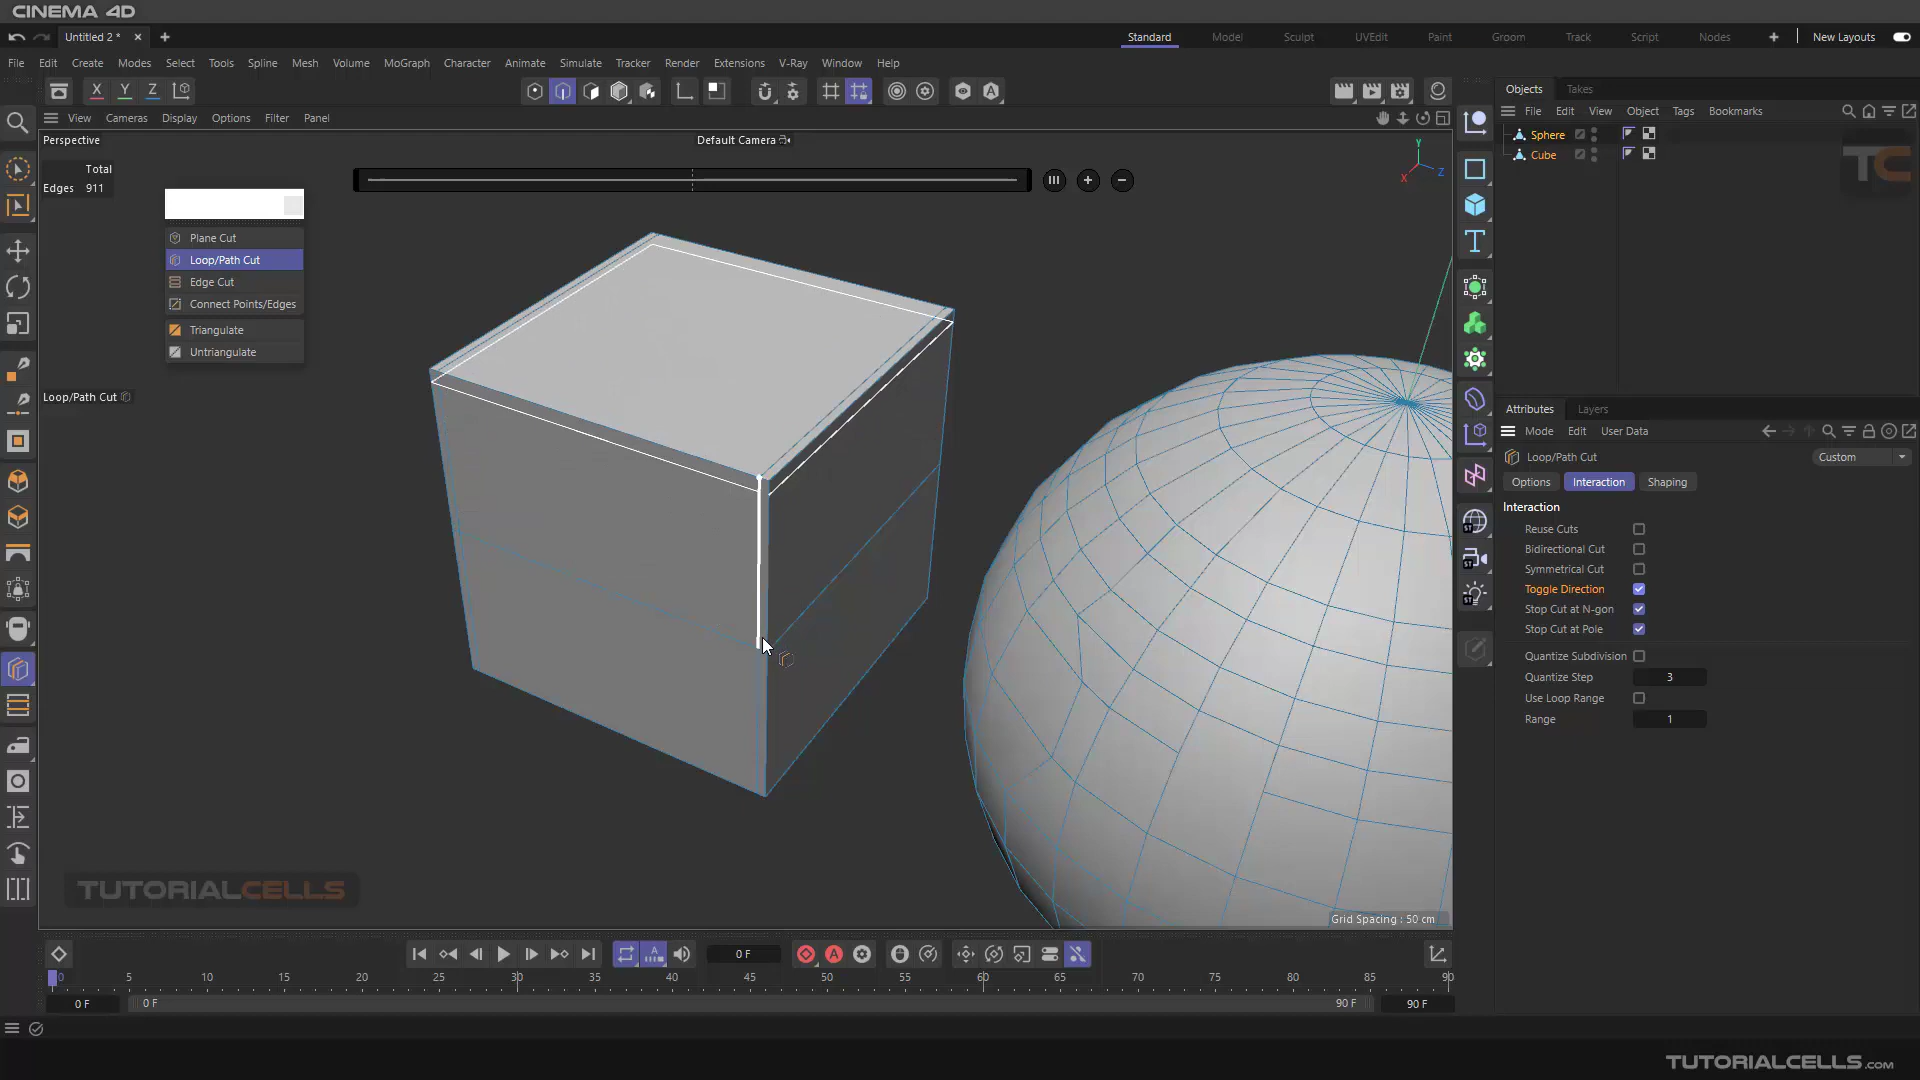 CINEMA 4D
Untitled 2 *
Standard
Model
Sculpt
UVEdit
Paint
Groom
Track
Script
Nodes
New Layouts
File
Edit
Create
Modes
Select
Tools
Spline
Mesh
Volume
MoGraph
Character
Animate
Simulate
Tracker
Render
Extensions
V-Ray
Window
Help
X
Y
Z
View
Cameras
Display
Options
Filter
Panel
Perspective
Default Camera
Total
Edges 911
Plane Cut
Loop/Path Cut
Edge Cut
Connect Points/Edges
Triangulate
Untriangulate
Loop/Path Cut
Y
X
Z
TUTORIALCELLS
Grid Spacing : 50 cm
Objects
Takes
File
Edit
View
Object
Tags
Bookmarks
Sphere
Cube
TC
Attributes
Layers
Mode
Edit
User Data
Loop/Path Cut
Custom
Options
Interaction
Shaping
Interaction
Reuse Cuts
Bidirectional Cut
Symmetrical Cut
Toggle Direction
Stop Cut at N-gon
Stop Cut at Pole
Quantize Subdivision
Quantize Step 3
Use Loop Range
Range 1
0 F
0 5 10 15 20 25 30 35 40 45 50 55 60 65 70 75 80 85 90
0 F
0 F
90 F
90 F
TUTORIALCELLS.com